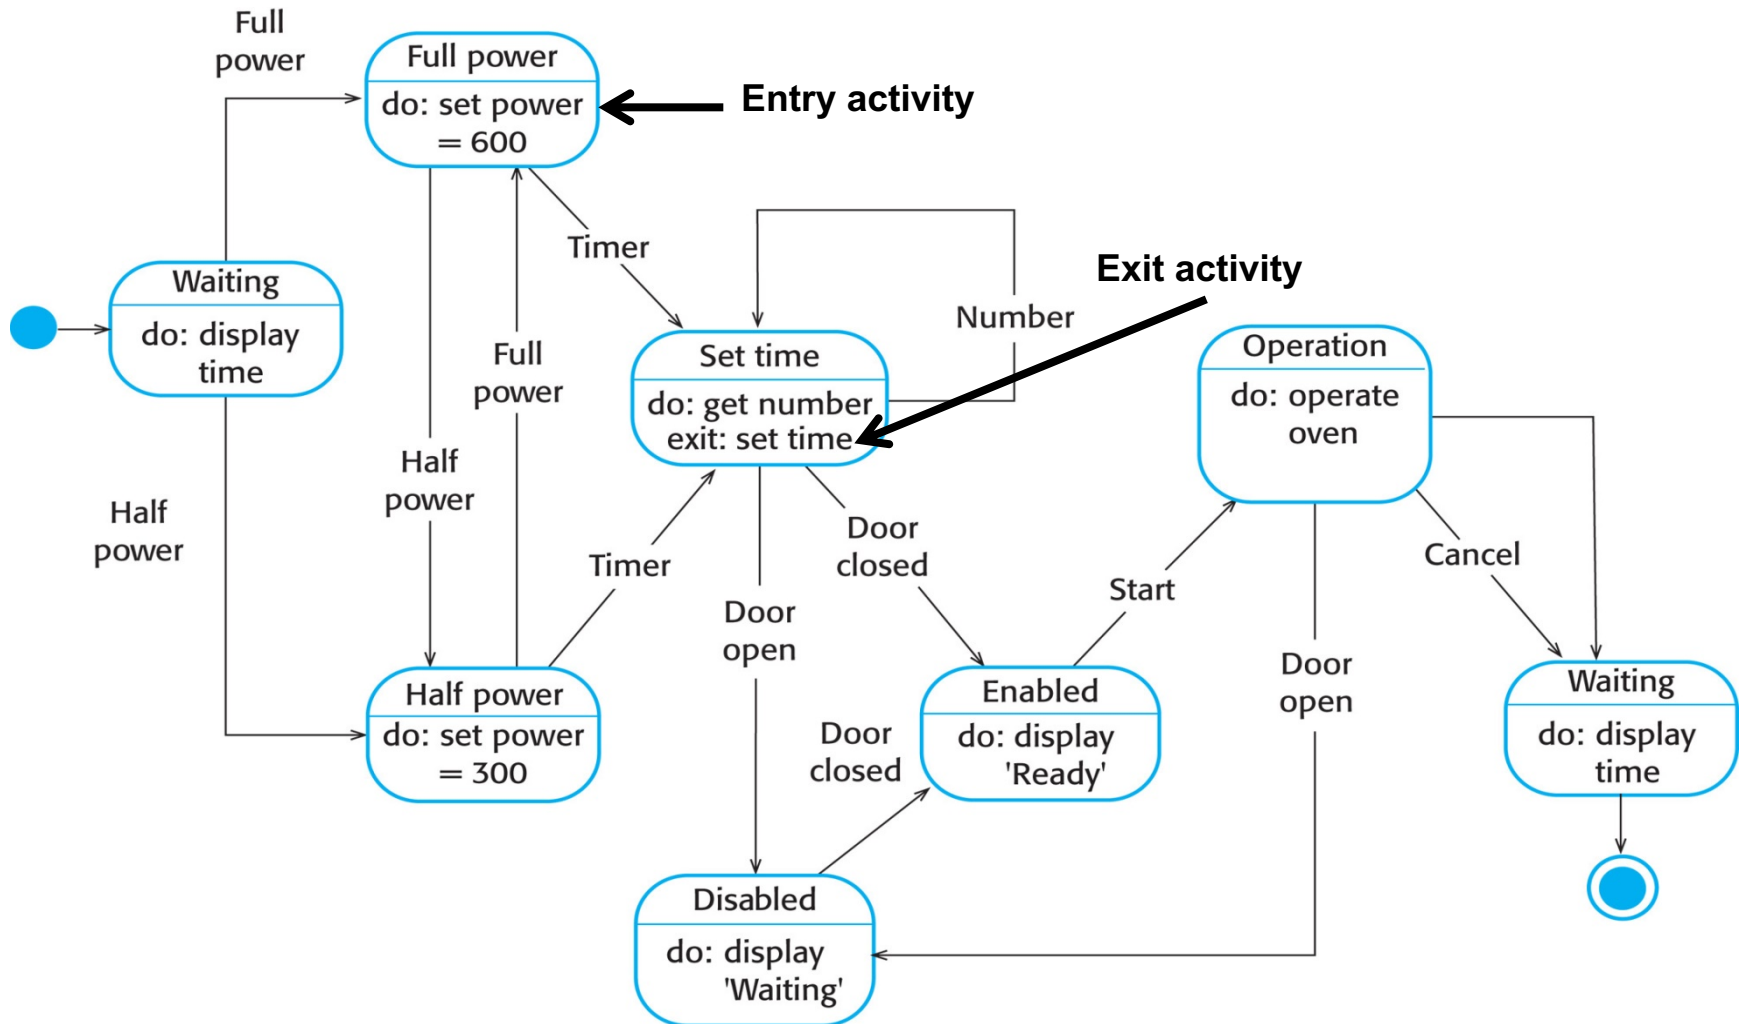 Full
power
Full power
do: set power
= 600
Entry activity
Timer
Exit activity
Waiting
do: display
time
Number
Full
power
Set time
do: get number
exit: set time
Operation
do: operate
oven
Half
power
Half
power
Timer
Door
closed
Cancel
Start
Door
open
Door
open
Half power
do: set power
= 300
Enabled
do: display
'Ready'
Waiting
do: display
time
Door
closed
Disabled
do: display
'Waiting'